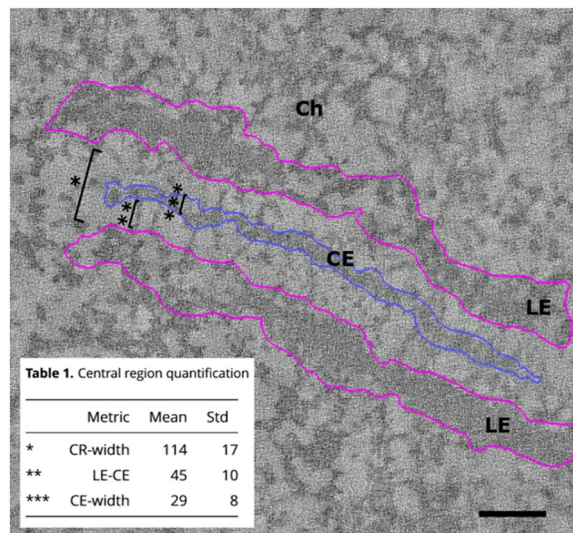 Ch
*
***
**
CE
LE
LE
Table 1. Central region quantification
Metric Mean Std
* CR-width 114 17
** LE-CE 45 10
*** CE-width 29 8